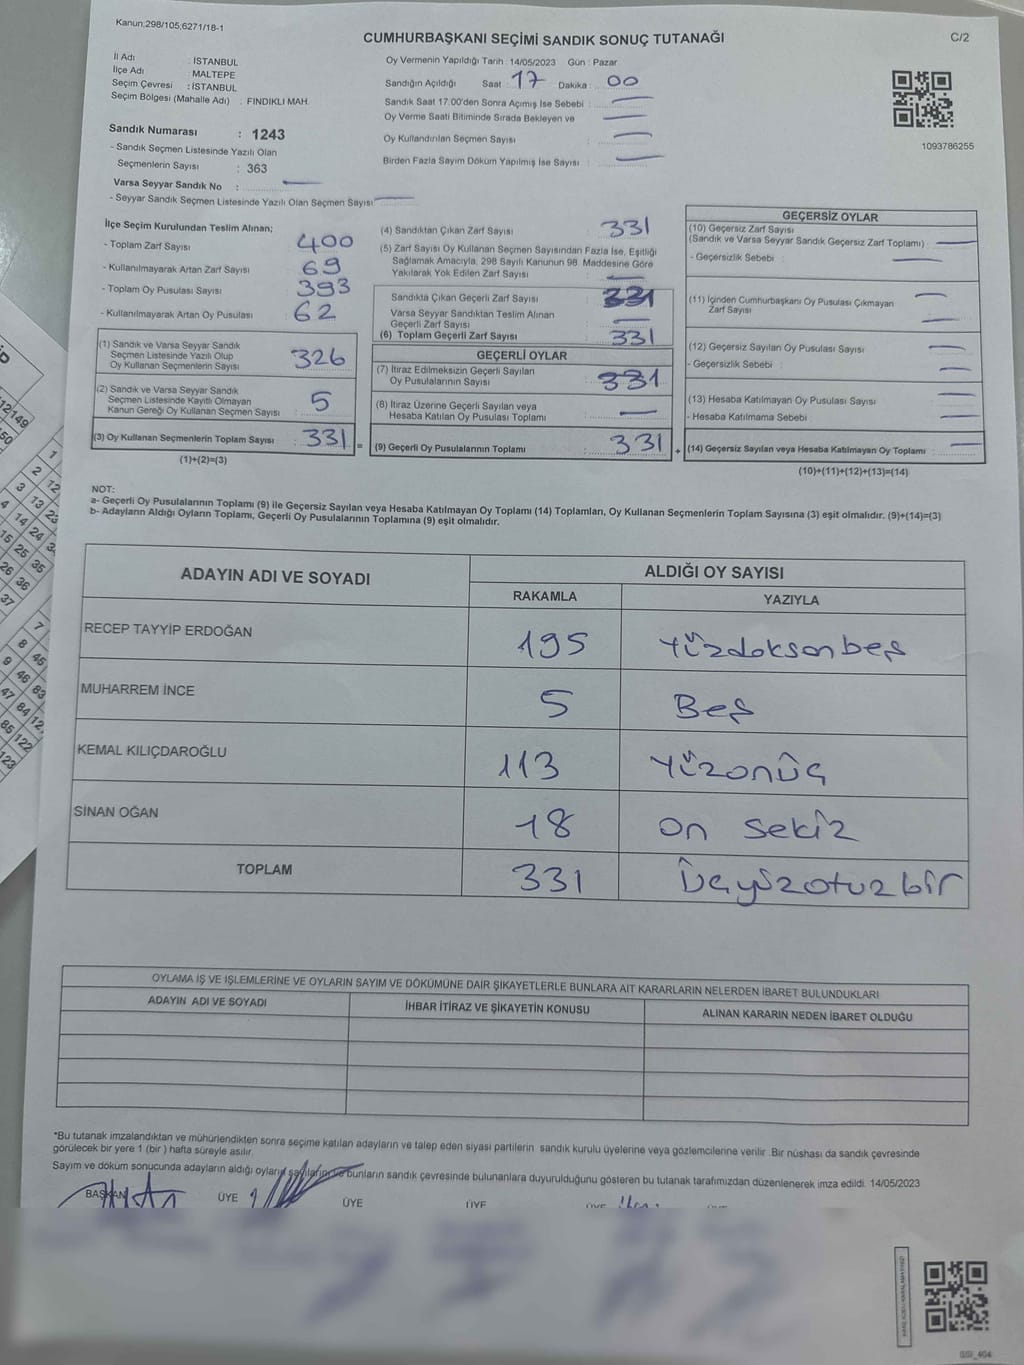 Kanun,298/105,6271/18-1
CUMHURBAŞKANI SEÇİMİ SANDIK SONUÇ TUTANAĞI
C/2
İl Adı : İSTANBUL
İlçe Adı : MALTEPE
Seçim Çevresi : İSTANBUL
Seçim Bölgesi (Mahalle Adı) : FINDIKLI MAH.
Sandık Numarası : 1243
- Sandık Seçmen Listesinde Yazılı Olan
Seçmenlerin Sayısı : 363
Varsa Seyyar Sandık No :
- Seyyar Sandık Seçmen Listesinde Yazılı Olan Seçmen Sayısı:
Oy Vermenin Yapıldığı Tarih : 14/05/2023 Gün : Pazar
Sandığın Açıldığı Saat 17 Dakika : 00
Sandık Saat 17:00'den Sonra Açımış İse Sebebi :
Oy Verme Saati Bitiminde Sırada Bekleyen ve
Oy Kullandırılan Seçmen Sayısı :
Birden Fazla Sayım Döküm Yapılmış İse Sayısı :
1093786255
İlçe Seçim Kurulundan Teslim Alınan;
- Toplam Zarf Sayısı : 400
- Kullanılmayarak Artan Zarf Sayısı : 69
- Toplam Oy Pusulası Sayısı : 393
- Kullanılmayarak Artan Oy Pusulası : 62
(1) Sandık ve Varsa Seyyar Sandık
Seçmen Listesinde Yazılı Olup
Oy Kullanan Seçmenlerin Sayısı : 326
(2) Sandık ve Varsa Seyyar Sandık
Seçmen Listesinde Kayıtlı Olmayan
Kanun Gereği Oy Kullanan Seçmen Sayısı : 5
(3) Oy Kullanan Seçmenlerin Toplam Sayısı : 331 =
(1)+(2)=(3)
(4) Sandıktan Çıkan Zarf Sayısı : 331
(5) Zarf Sayısı Oy Kullanan Seçmen Sayısından Fazla İse, Eşitliği
Sağlamak Amacıyla, 298 Sayılı Kanunun 98. Maddesine Göre
Yakılarak Yok Edilen Zarf Sayısı :
Sandıkta Çıkan Geçerli Zarf Sayısı : 331
Varsa Seyyar Sandıktan Teslim Alınan
Geçerli Zarf Sayısı :
(6) Toplam Geçerli Zarf Sayısı : 331
GEÇERLİ OYLAR
(7) İtiraz Edilmeksizin Geçerli Sayılan
Oy Pusulalarının Sayısı : 331
(8) İtiraz Üzerine Geçerli Sayılan veya
Hesaba Katılan Oy Pusulası Toplamı :
(9) Geçerli Oy Pusulalarının Toplamı : 331 +
GEÇERSİZ OYLAR
(10) Geçersiz Zarf Sayısı
(Sandık ve Varsa Seyyar Sandık Geçersiz Zarf Toplamı) :
- Geçersizlik Sebebi :
(11) İçinden Cumhurbaşkanı Oy Pusulası Çıkmayan
Zarf Sayısı :
(12) Geçersiz Sayılan Oy Pusulası Sayısı :
- Geçersizlik Sebebi :
(13) Hesaba Katılmayan Oy Pusulası Sayısı :
- Hesaba Katılmama Sebebi :
(14) Geçersiz Sayılan veya Hesaba Katılmayan Oy Toplamı :
(10)+(11)+(12)+(13)=(14)
NOT:
a- Geçerli Oy Pusulalarının Toplamı (9) ile Geçersiz Sayılan veya Hesaba Katılmayan Oy Toplamı (14) Toplamları, Oy Kullanan Seçmenlerin Toplam Sayısına (3) eşit olmalıdır. (9)+(14)=(3)
b- Adayların Aldığı Oyların Toplamı, Geçerli Oy Pusulalarının Toplamına (9) eşit olmalıdır.
ADAYIN ADI VE SOYADI ALDIĞI OY SAYISI
RAKAMLA YAZIYLA
RECEP TAYYİP ERDOĞAN 195 Yüzdoksanbeş
MUHARREM İNCE 5 Beş
KEMAL KILIÇDAROĞLU 113 Yüzonüç
SİNAN OĞAN 18 on sekiz
TOPLAM 331 Üçyüzotuzbir
OYLAMA İŞ VE İŞLEMLERİNE VE OYLARIN SAYIM VE DÖKÜMÜNE DAİR ŞİKAYETLERLE BUNLARA AİT KARARLARIN NELERDEN İBARET BULUNDUKLARI
ADAYIN ADI VE SOYADI İHBAR İTİRAZ VE ŞİKAYETİN KONUSU ALINAN KARARIN NEDEN İBARET OLDUĞU
*Bu tutanak imzalandıktan ve mühürlendikten sonra seçime katılan adayların ve talep eden siyasi partilerin sandık kurulu üyelerine veya gözlemcilerine verilir. Bir nüshası da sandık çevresinde
görülecek bir yere 1 (bir) hafta süreyle asılır.
Sayım ve döküm sonucunda adayların aldığı oyların sayılarını ve bunların sandık çevresinde bulunanlara duyurulduğunu gösteren bu tutanak tarafımızdan düzenlenerek imza edildi. 14/05/2023
BAŞKAN ÜYE ÜYE ÜYE ÜYE